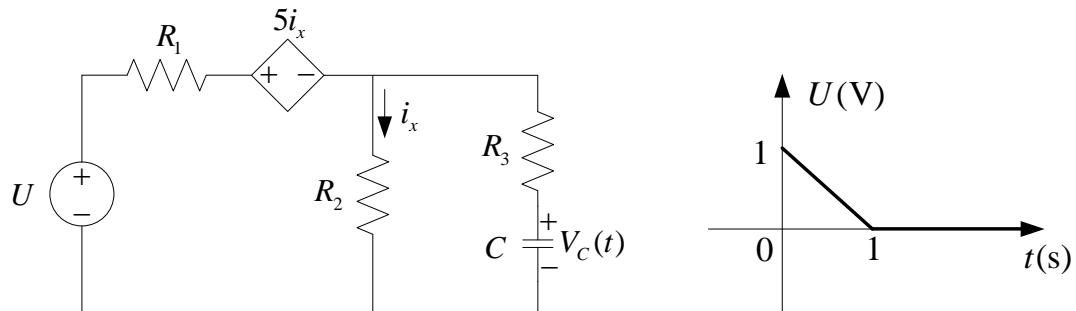 5i_x
R_1
+ −
i_x
U
+
−
R_2
R_3
C
+
V_C(t)
−
U(V)
1
0
1
t(s)